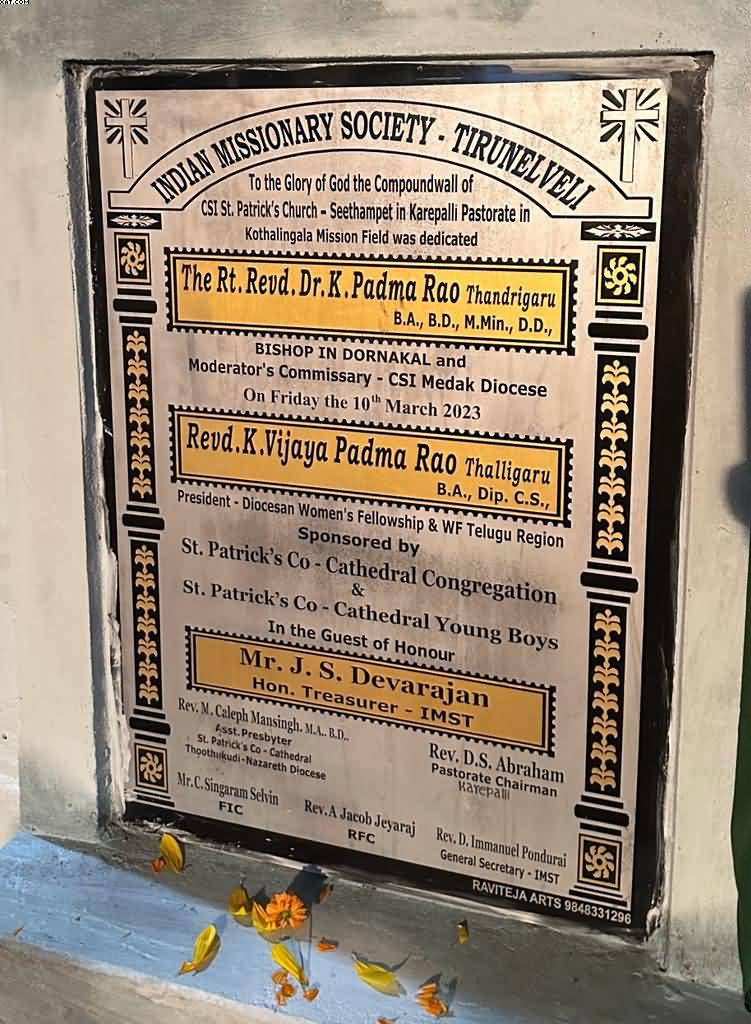 XAT.COM
INDIAN MISSIONARY SOCIETY - TIRUNELVELI
To the Glory of God the Compoundwall of
CSI St. Patrick's Church – Seethampet in Karepalli Pastorate in
Kothalingala Mission Field was dedicated
The Rt. Revd. Dr. K. Padma Rao Thandrigaru
B.A., B.D., M.Min., D.D.,
BISHOP IN DORNAKAL and
Moderator's Commissary - CSI Medak Diocese
On Friday the 10th March 2023
Revd. K. Vijaya Padma Rao Thalligaru
B.A., Dip. C.S.,
President - Diocesan Women's Fellowship & WF Telugu Region
Sponsored by
St. Patrick's Co - Cathedral Congregation
&
St. Patrick's Co - Cathedral Young Boys
In the Guest of Honour
Mr. J. S. Devarajan
Hon. Treasurer - IMST
Rev. M. Caleph Mansingh, M.A.. B.D..
Asst. Presbyter
St. Patrick's Co - Cathedral
Thoothukudi - Nazareth Diocese
Rev. D.S. Abraham
Pastorate Chairman
Karepalli
Mr. C. Singaram Selvin
FIC
Rev. A Jacob Jeyaraj
RFC
Rev. D. Immanuel Pondurai
General Secretary - IMST
RAVITEJA ARTS 9848331296